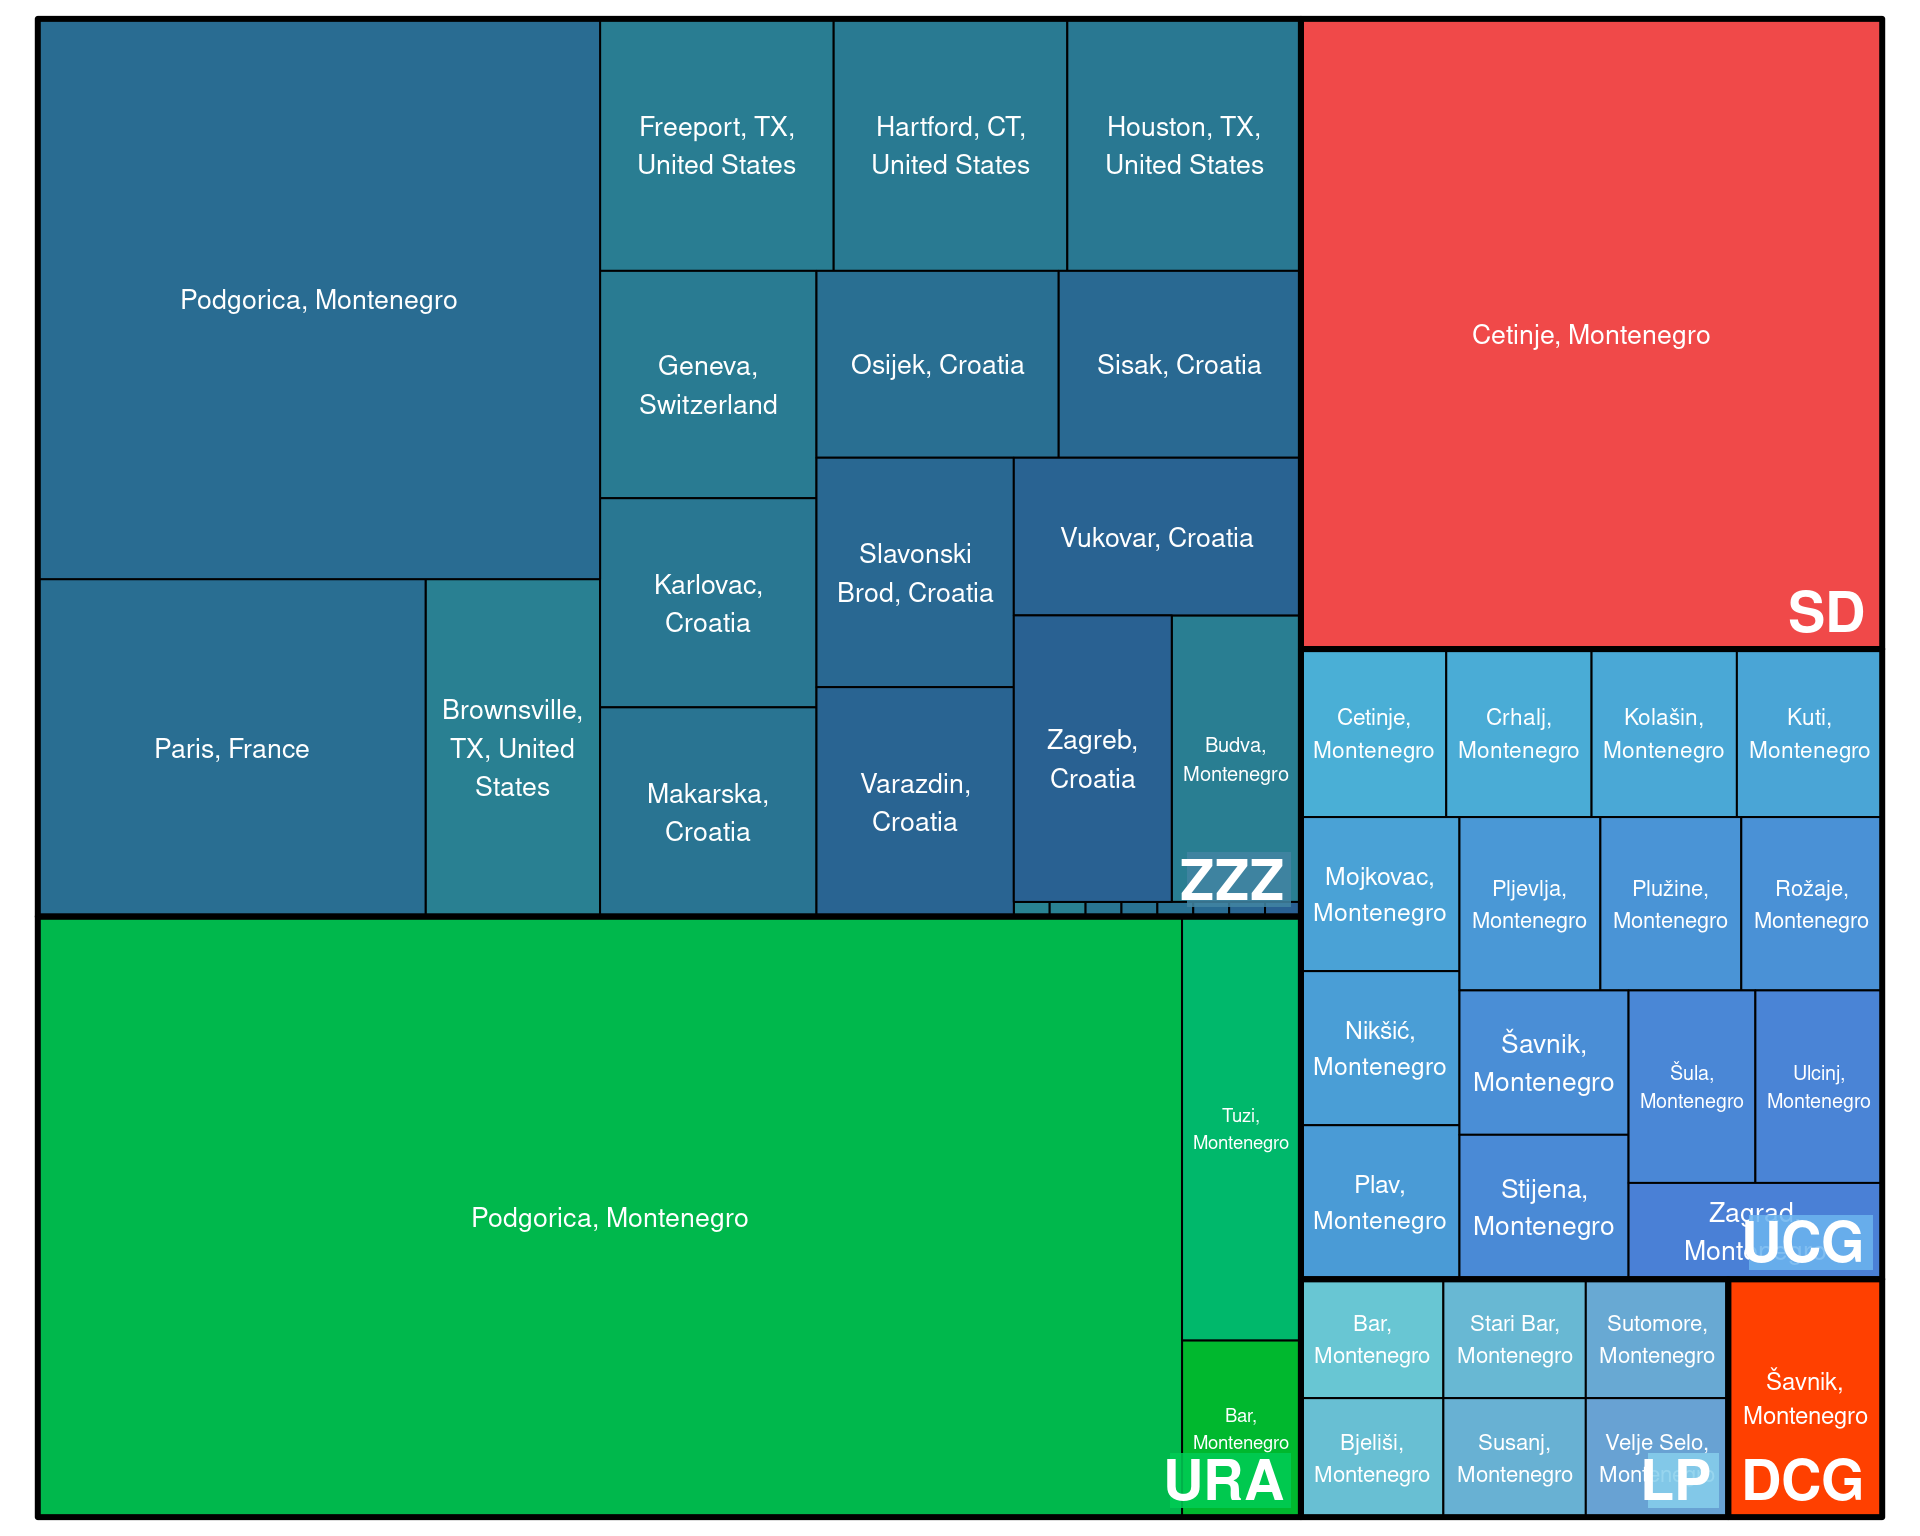 Podgorica, Montenegro
Paris, France
Brownsville,
TX, United
States
Freeport, TX,
United States
Hartford, CT,
United States
Houston, TX,
United States
Geneva,
Switzerland
Osijek, Croatia
Sisak, Croatia
Karlovac,
Croatia
Slavonski
Brod, Croatia
Vukovar, Croatia
Makarska,
Croatia
Varazdin,
Croatia
Zagreb,
Croatia
Budva,
Montenegro
ZZZ
Podgorica, Montenegro
Tuzi,
Montenegro
Bar,
Montenegro
URA
Cetinje, Montenegro
SD
Cetinje,
Montenegro
Crhalj,
Montenegro
Kolašin,
Montenegro
Kuti,
Montenegro
Mojkovac,
Montenegro
Pljevlja,
Montenegro
Plužine,
Montenegro
Rožaje,
Montenegro
Nikšić,
Montenegro
Šavnik,
Montenegro
Šula,
Montenegro
Ulcinj,
Montenegro
Plav,
Montenegro
Stijena,
Montenegro
Zagrad,
Montenegro
UCG
Bar,
Montenegro
Stari Bar,
Montenegro
Sutomore,
Montenegro
Bjeliši,
Montenegro
Susanj,
Montenegro
Velje Selo,
Montenegro
LP
Šavnik,
Montenegro
DCG